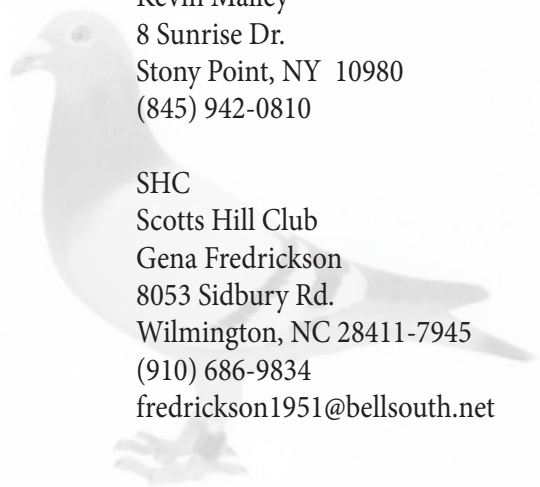 8 Sunrise Dr.
Stony Point, NY 10980
(845) 942-0810
SHC
Scotts Hill Club
Gena Fredrickson
8053 Sidbury Rd.
Wilmington, NC 28411-7945
(910) 686-9834
fredrickson1951@bellsouth.net